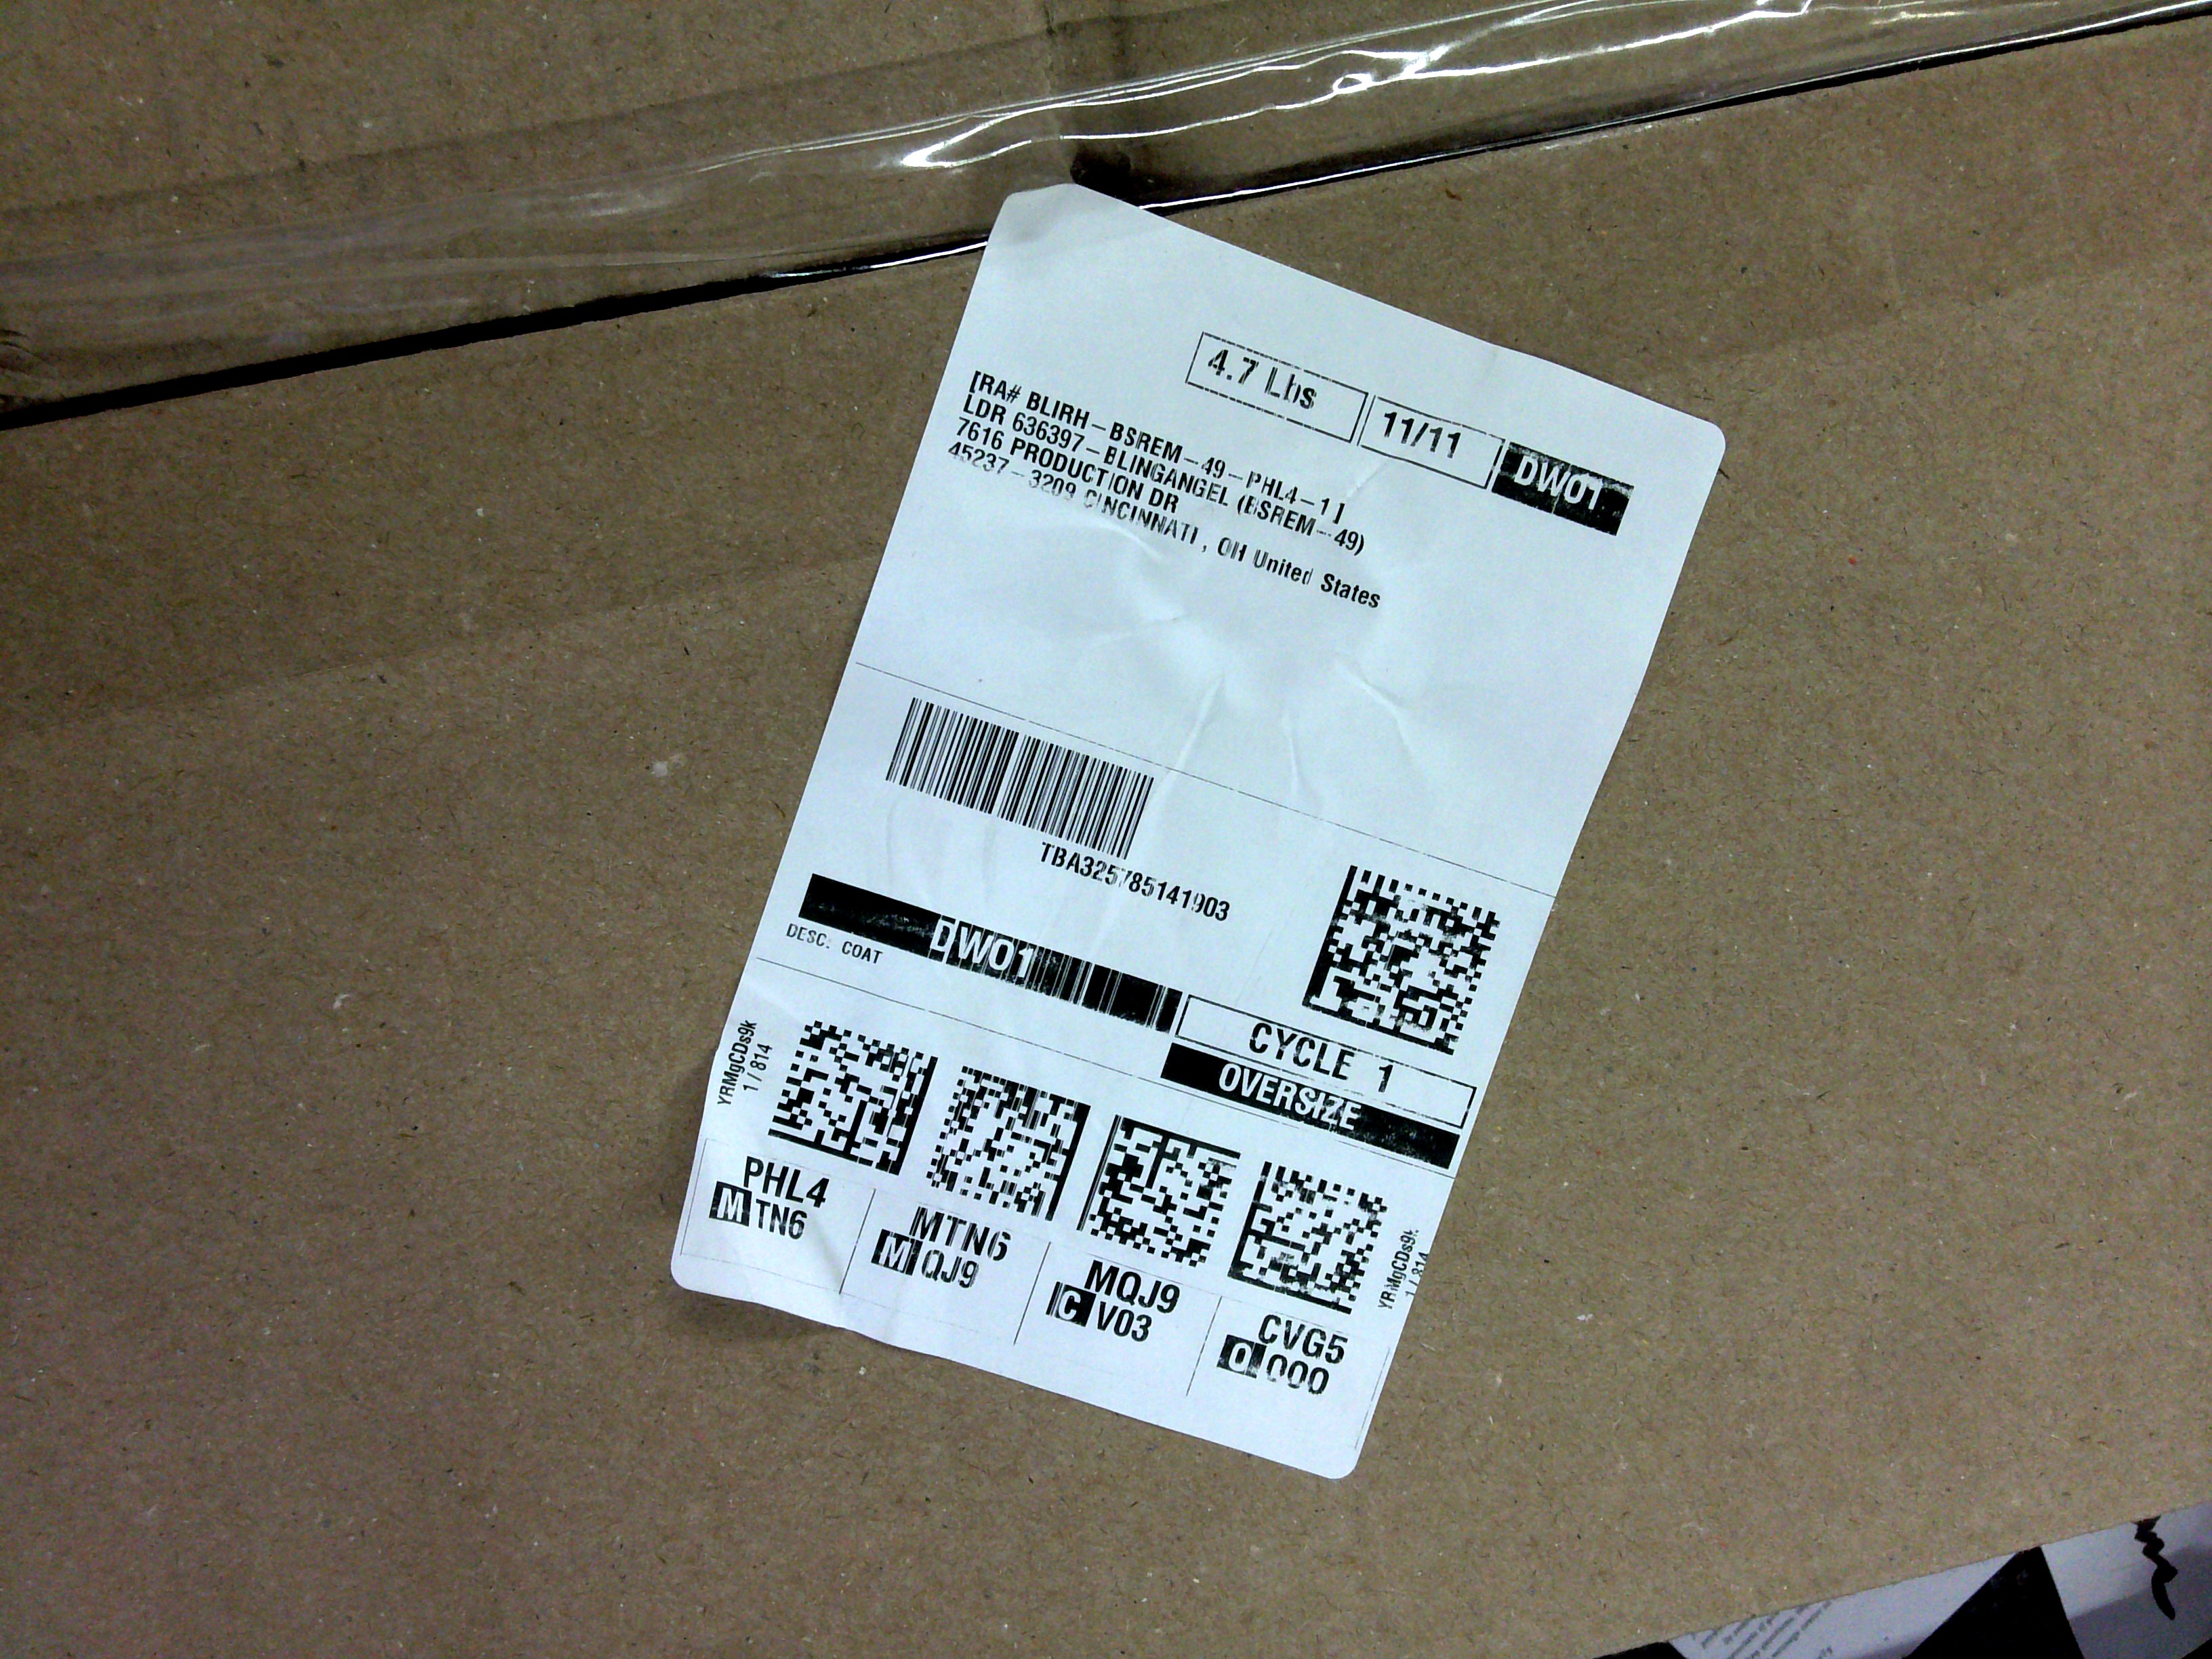 4.7 Lbs
11/11
DW01
[RA# BLIRH-BSREM-49-PHL4-1]
LDR 636397-BLINGANGEL (BSREM-49)
7616 PRODUCTION DR
45237-3209 CINCINNATI, OH United States
TBA325785141903
DW01
DESC: COAT
CYCLE 1
OVERSIZE
YRMgCDs9k
1/814
PHL4
M TN6
MTN6
M QJ9
MQJ9
C V03
CVG5
0 000
YRMgCDs9k
1/814